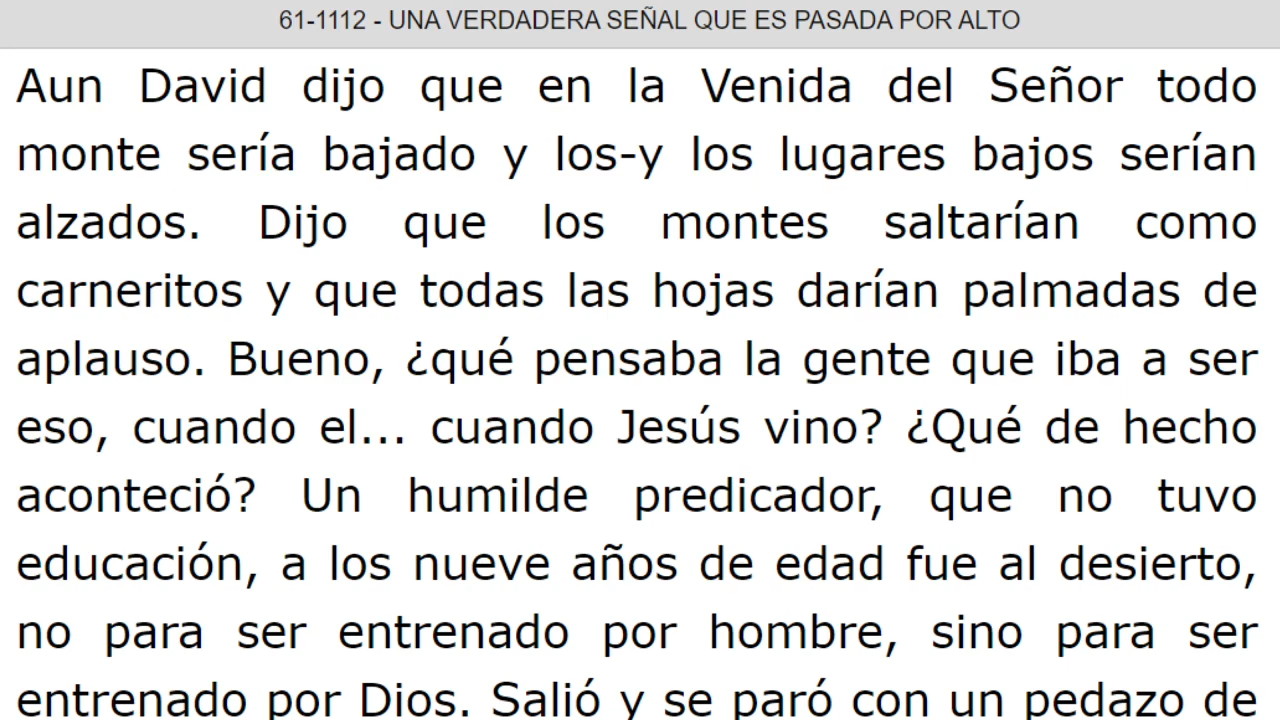 61-1112 - UNA VERDADERA SEÑAL QUE ES PASADA POR ALTO
Aun David dijo que en la Venida del Señor todo
monte sería bajado y los-y los lugares bajos serían
alzados. Dijo que los montes saltarían como
carneritos y que todas las hojas darían palmadas de
aplauso. Bueno, ¿qué pensaba la gente que iba a ser
eso, cuando el... cuando Jesús vino? ¿Qué de hecho
aconteció? Un humilde predicador, que no tuvo
educación, a los nueve años de edad fue al desierto,
no para ser entrenado por hombre, sino para ser
entrenado por Dios. Salió y se paró con un pedazo de